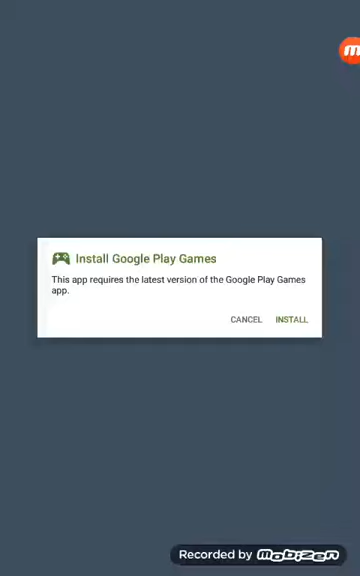 m
Install Google Play Games
This app requires the latest version of the Google Play Games
app.
CANCEL INSTALL
Recorded by mobizen